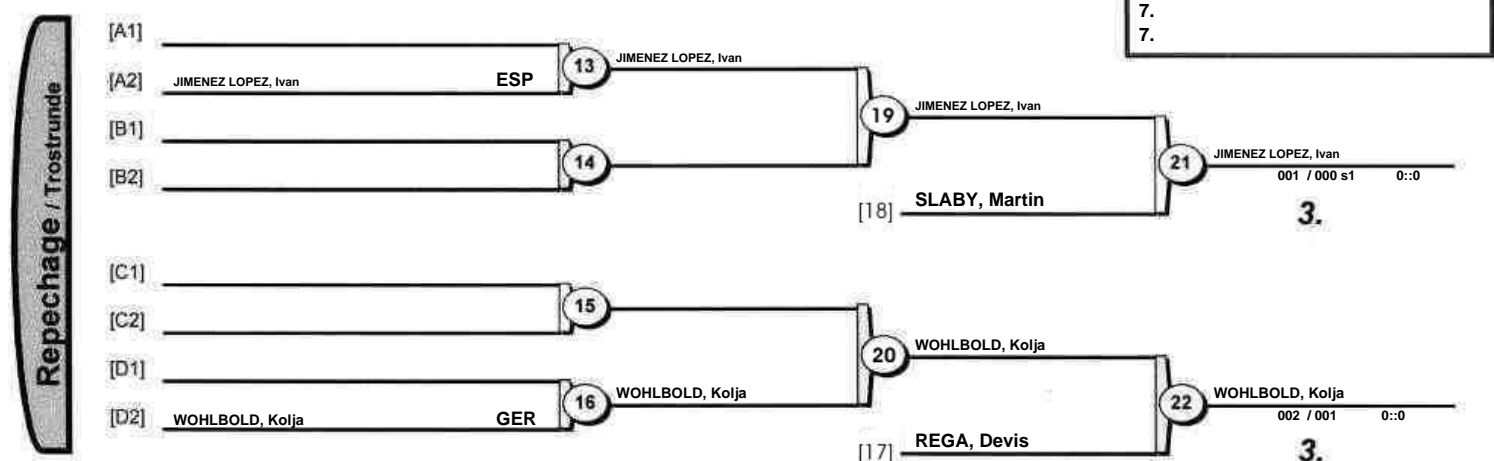 7.
7.
Repechage / Trostrunde
[A1]
[A2] JIMENEZ LOPEZ, Ivan ESP
13 JIMENEZ LOPEZ, Ivan
[B1]
[B2]
14
19 JIMENEZ LOPEZ, Ivan
[18] SLABY, Martin
21 JIMENEZ LOPEZ, Ivan
001 / 000 s1 0::0
3.
[C1]
[C2]
15
[D1]
[D2] WOHLBOLD, Kolja GER
16 WOHLBOLD, Kolja
20 WOHLBOLD, Kolja
[17] REGA, Devis
22 WOHLBOLD, Kolja
002 / 001 0::0
3.